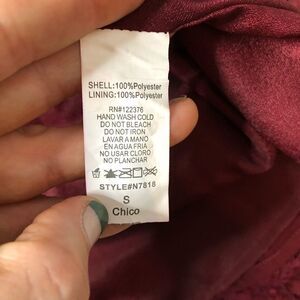 SHELL:100%Polyester
LINING:100%Polyester
RN#122376
HAND WASH COLD
DO NOT BLEACH
DO NOT IRON
LAVAR A MANO
EN AGUA FRIA
NO USAR CLORO
NO PLANCHAR
STYLE#N7818
S
Chico